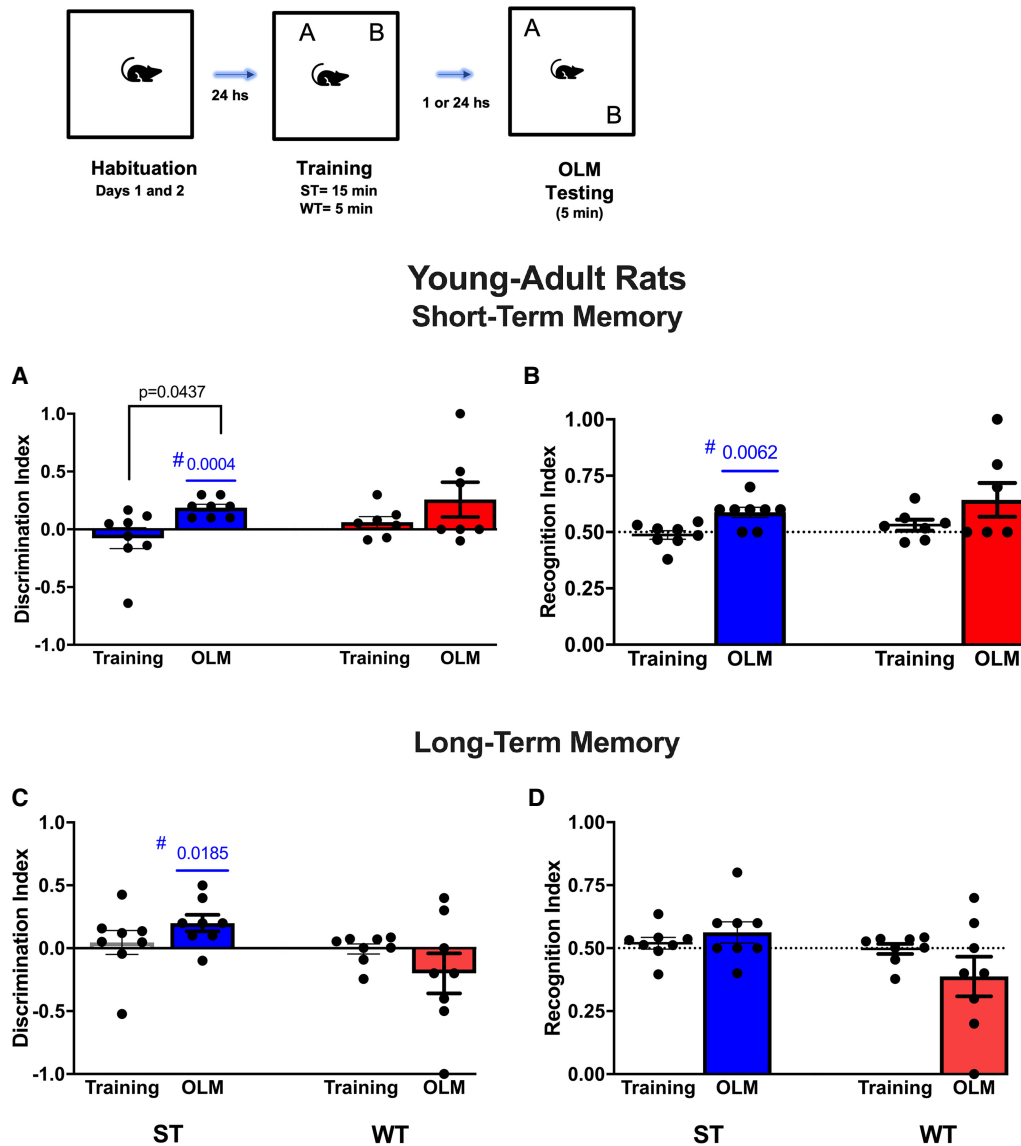 A B
A
B
24 hs
1 or 24 hs
Habituation
Days 1 and 2
Training
ST= 15 min
WT= 5 min
OLM
Testing
(5 min)
Young-Adult Rats
Short-Term Memory
A
p=0.0437
# 0.0004
Discrimination Index
1.0
0.5
0.0
-0.5
-1.0
Training OLM Training OLM
B
# 0.0062
Recognition Index
1.00
0.75
0.50
0.25
0.00
Training OLM Training OLM
Long-Term Memory
C
# 0.0185
Discrimination Index
1.0
0.5
0.0
-0.5
-1.0
Training OLM Training OLM
ST WT
D
Recognition Index
1.00
0.75
0.50
0.25
0.00
Training OLM Training OLM
ST WT